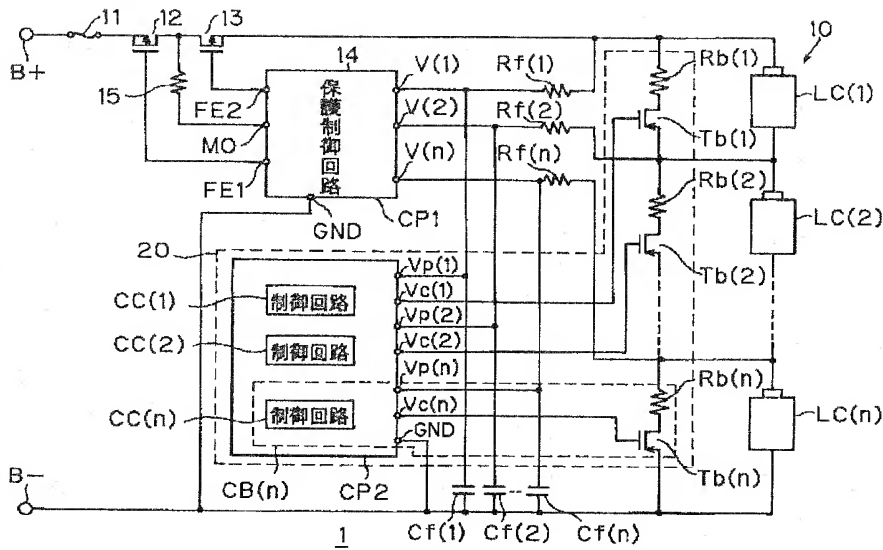 11
12
13
10
B+
14
15
V(1)
Rf(1)
Rb(1)
LC(1)
FE2
V(2)
Rf(2)
Tb(1)
MO
保護制御回路
V(n)
Rf(n)
FE1
Rb(2)
LC(2)
GND
CP1
20
Vp(1)
Tb(2)
CC(1)
制御回路
Vc(1)
Vp(2)
CC(2)
制御回路
Vc(2)
Vp(n)
Rb(n)
CC(n)
制御回路
Vc(n)
LC(n)
GND
B-
CB(n)
CP2
Tb(n)
1
Cf(1)
Cf(2)
Cf(n)